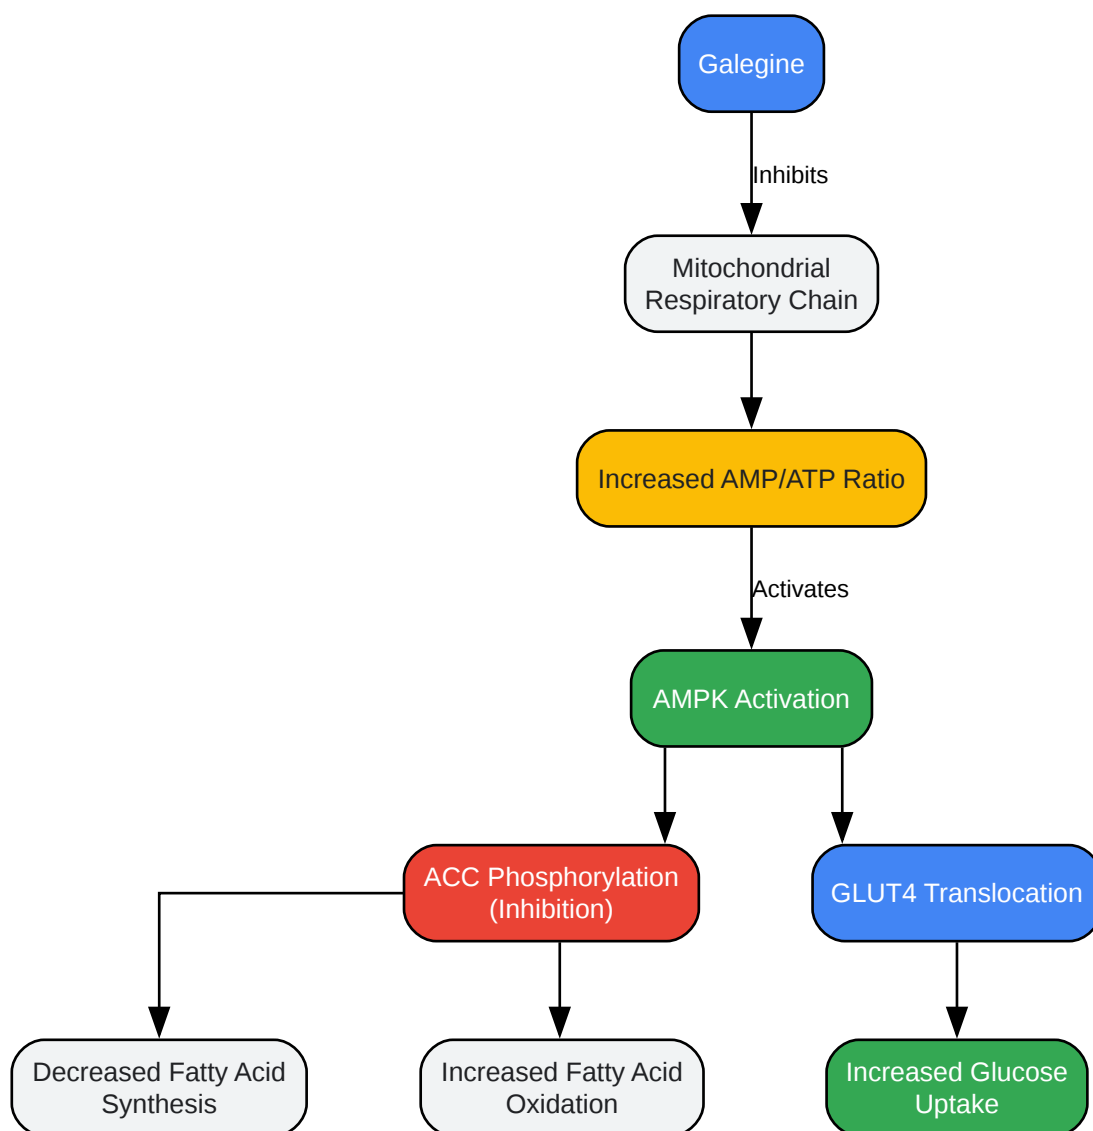 Galegine
Inhibits
Mitochondrial
Respiratory Chain
Increased AMP/ATP Ratio
Activates
AMPK Activation
ACC Phosphorylation
(Inhibition)
GLUT4 Translocation
Decreased Fatty Acid
Synthesis
Increased Fatty Acid
Oxidation
Increased Glucose
Uptake